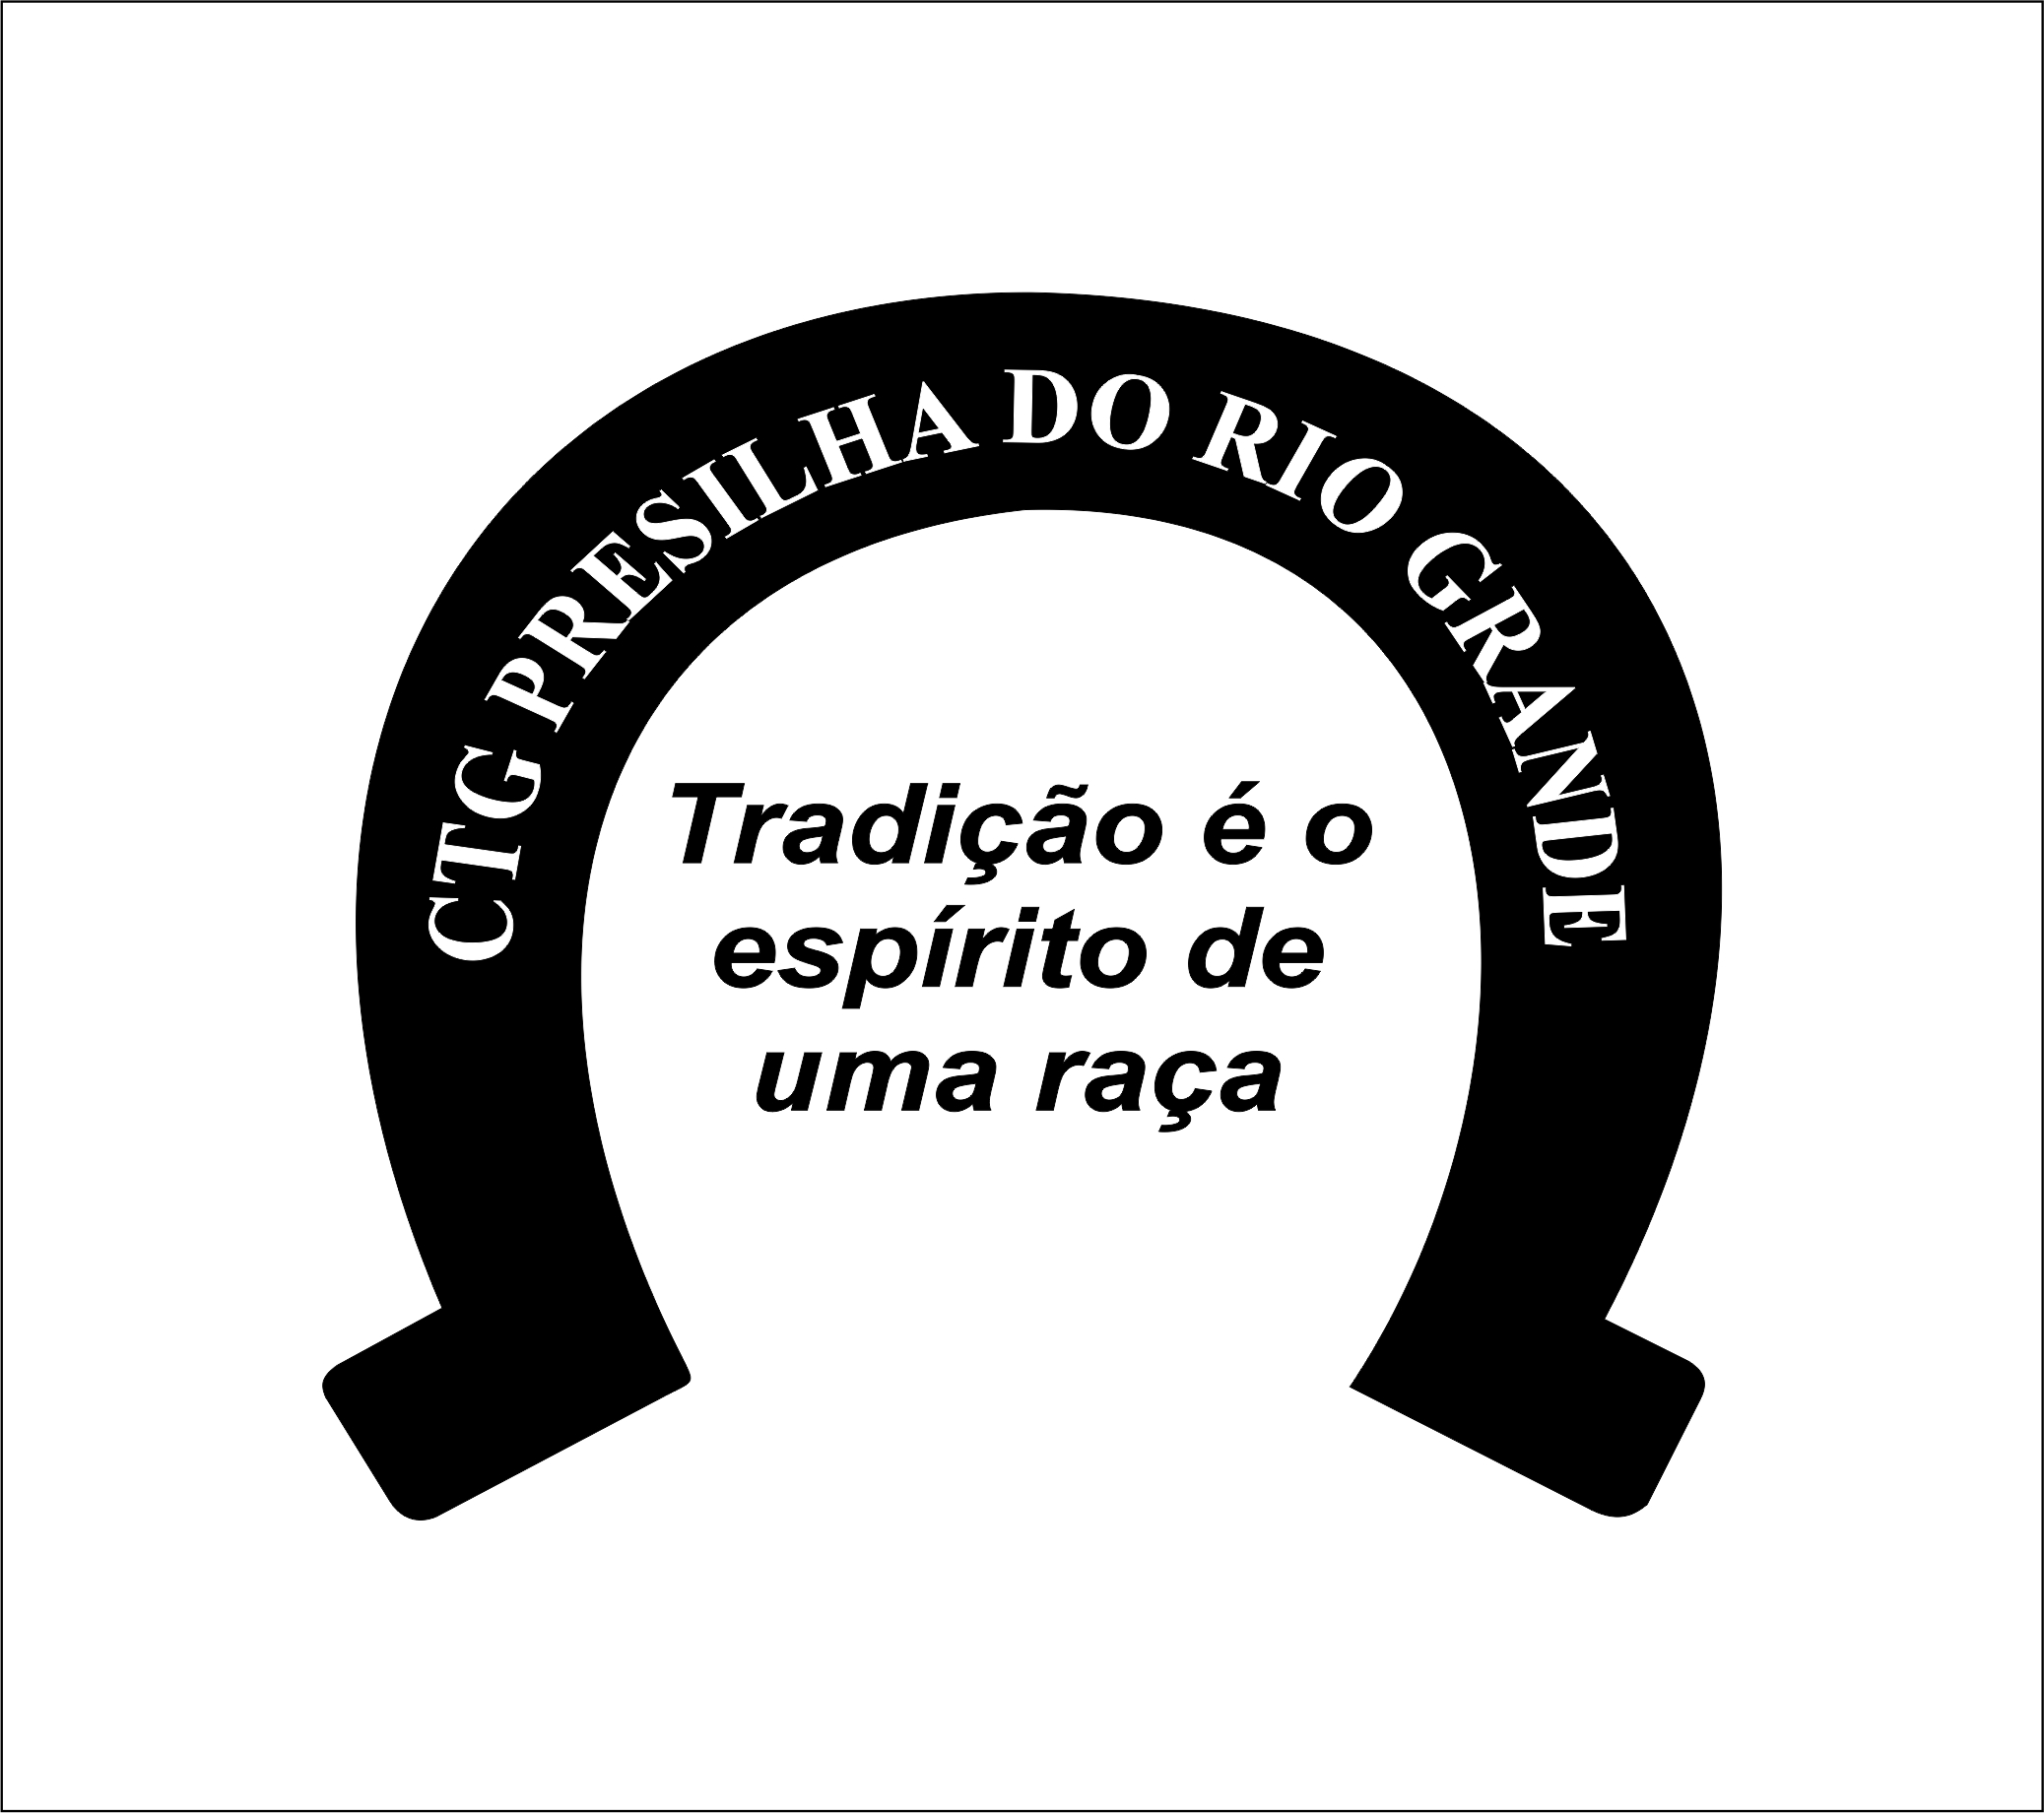 CTG PRESILHA DO RIO GRANDE
Tradição é o
espírito de
uma raça